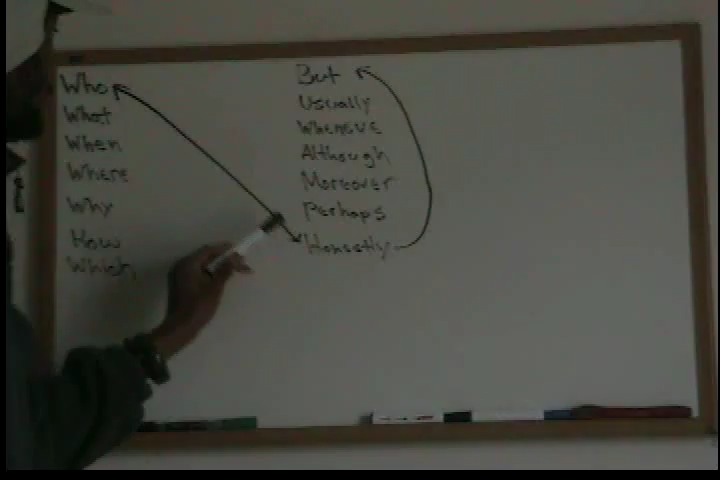 Who
What
When
Where
Why
How
Which
But
Usually
Whenever
Although
Moreover
Perhaps
Honestly